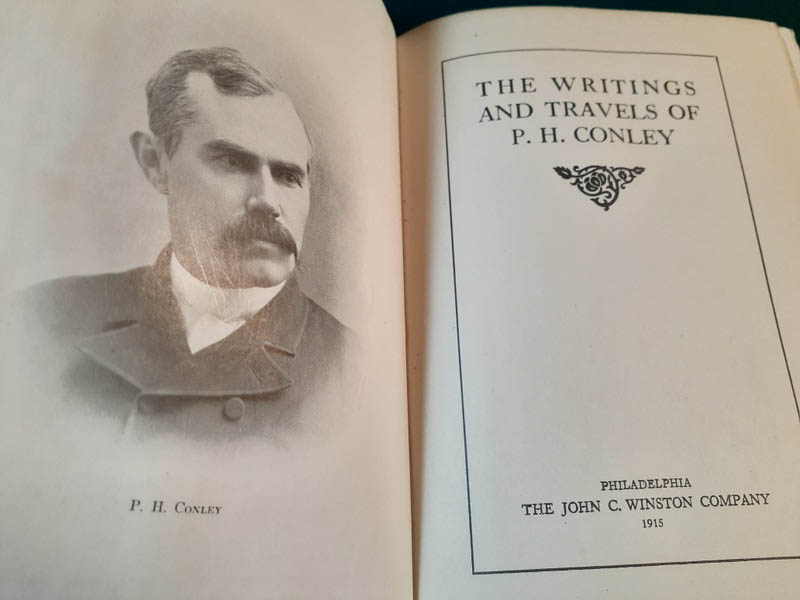 P. H. Conley
THE WRITINGS
AND TRAVELS OF
P. H. CONLEY
PHILADELPHIA
THE JOHN C. WINSTON COMPANY
1915